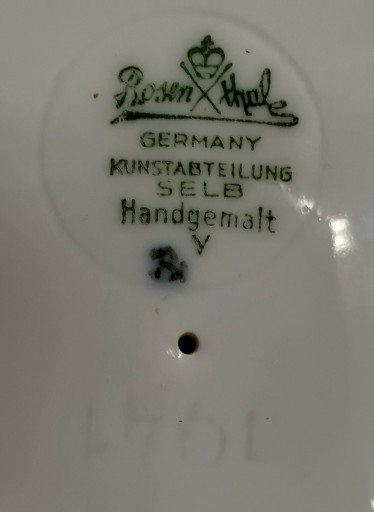 Rosenthal
GERMANY
KUNSTABTEILUNG
SELB
Handgemalt
V